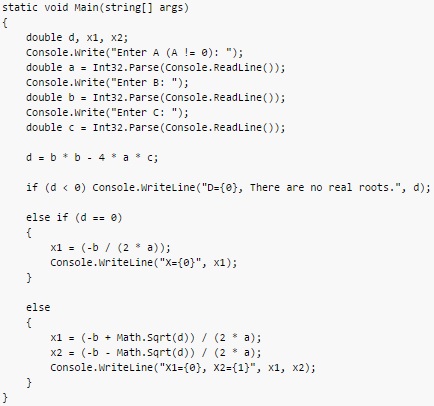 static void Main(string[] args)
{
double d, x1, x2;
Console.Write("Enter A (A != 0): ");
double a = Int32.Parse(Console.ReadLine());
Console.Write("Enter B: ");
double b = Int32.Parse(Console.ReadLine());
Console.Write("Enter C: ");
double c = Int32.Parse(Console.ReadLine());
d = b * b - 4 * a * c;
if (d < 0) Console.WriteLine("D={0}, There are no real roots.", d);
else if (d == 0)
{
x1 = (-b / (2 * a));
Console.WriteLine("X={0}", x1);
}
else
{
x1 = (-b + Math.Sqrt(d)) / (2 * a);
x2 = (-b - Math.Sqrt(d)) / (2 * a);
Console.WriteLine("X1={0}, X2={1}", x1, x2);
}
}